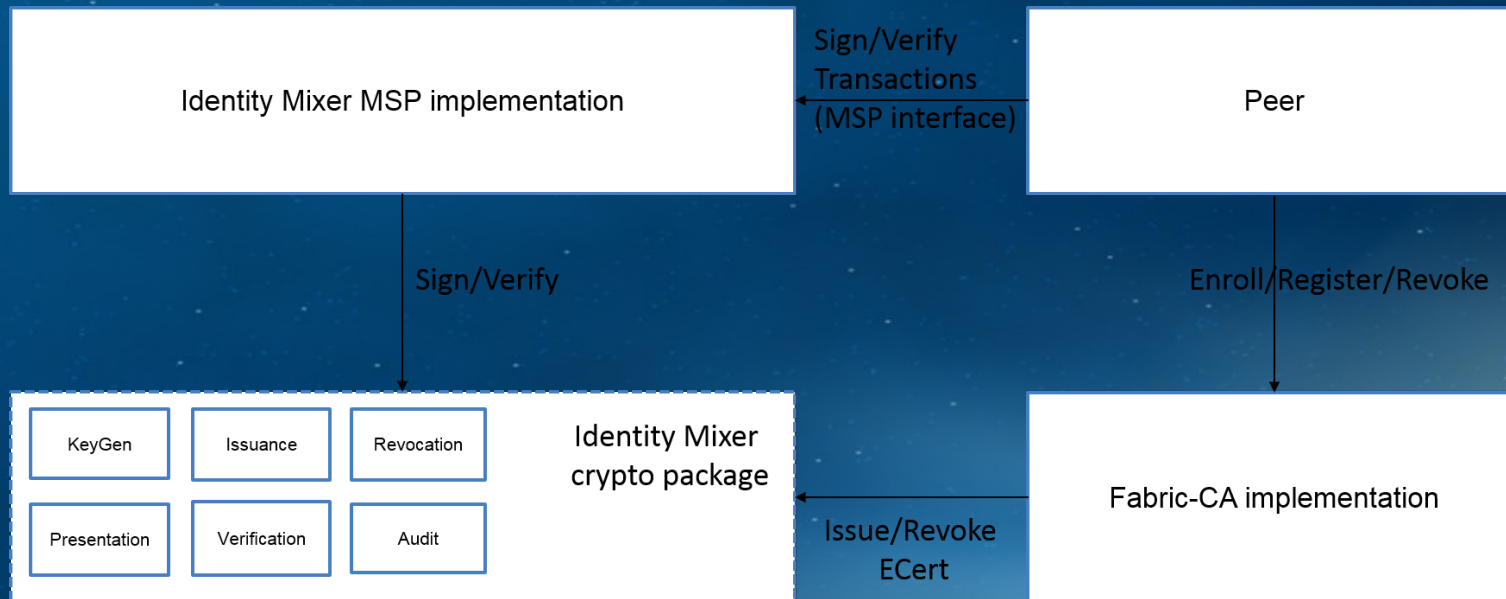 Identity Mixer MSP implementation
Sign/Verify
Transactions
(MSP interface)
Peer
Sign/Verify
Enroll/Register/Revoke
KeyGen
Issuance
Revocation
Presentation
Verification
Audit
Identity Mixer
crypto package
Issue/Revoke
ECert
Fabric-CA implementation